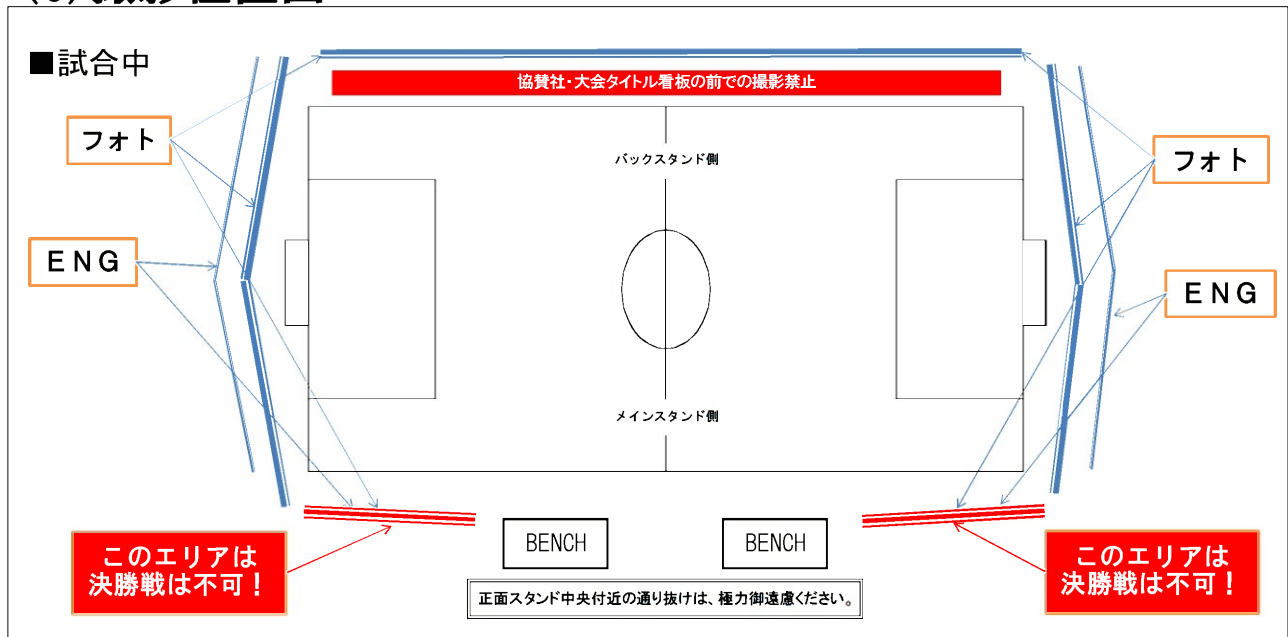 ■試合中
協賛社・大会タイトル看板の前での撮影禁止
フォト
フォト
バックスタンド側
ENG
ENG
メインスタンド側
このエリアは
決勝戦は不可!
BENCH
BENCH
このエリアは
決勝戦は不可!
正面スタンド中央付近の通り抜けは、極力御遠慮ください。